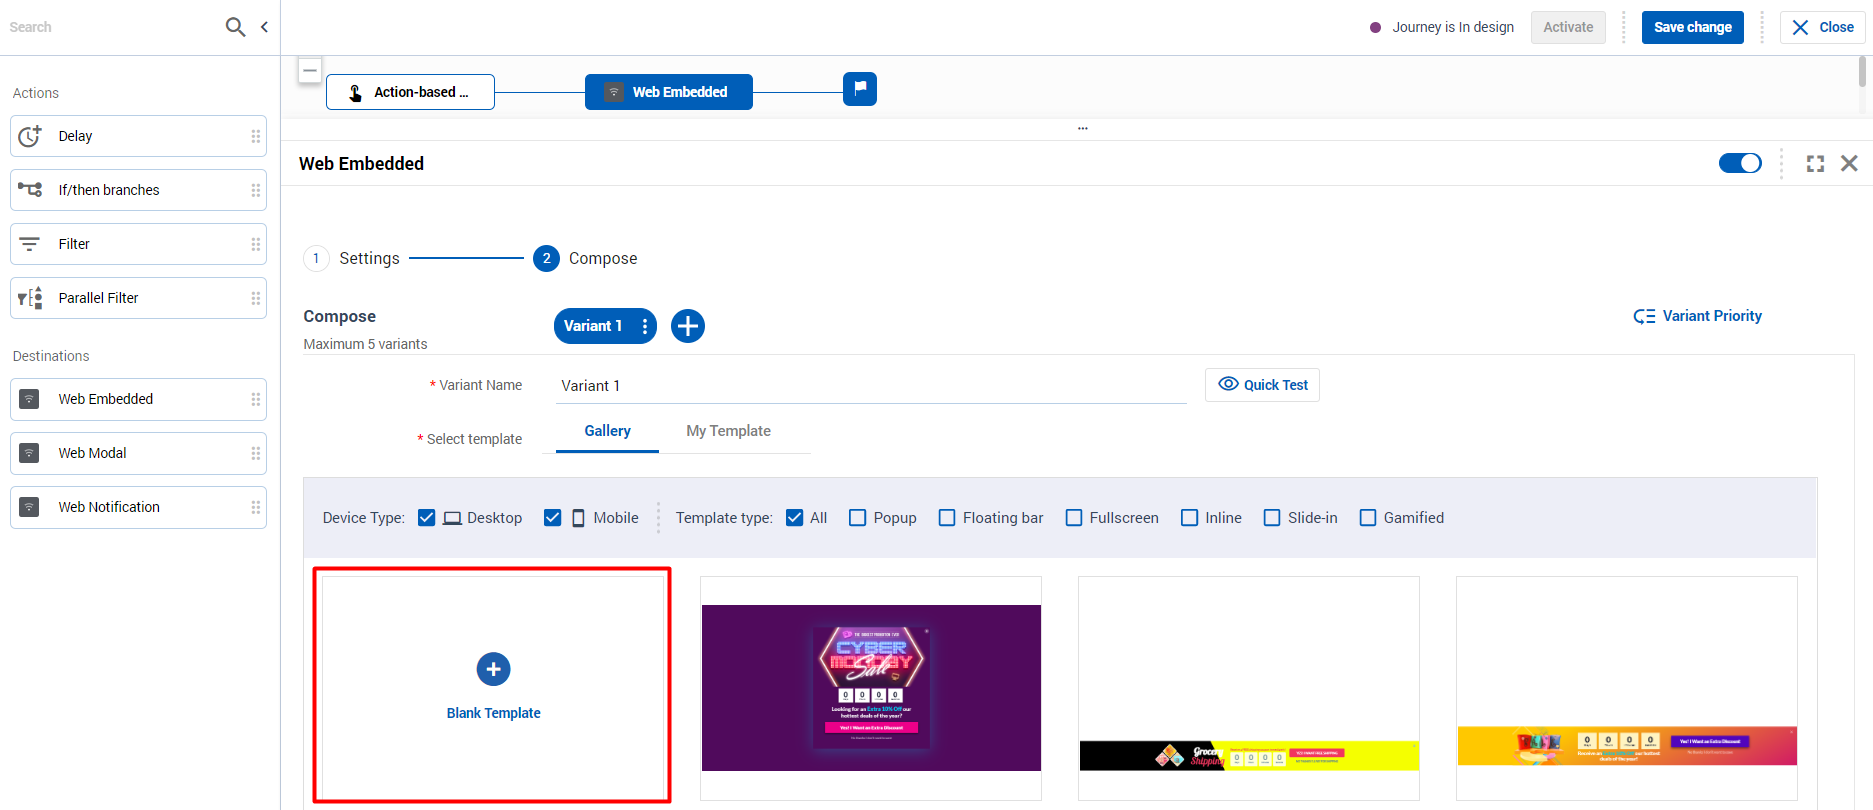 Search
Journey is In design
Activate
Save change
Close
Actions
Delay
If/then branches
Filter
Parallel Filter
Destinations
Web Embedded
Web Modal
Web Notification
Action-based ...
Web Embedded
...
Web Embedded
1 Settings
2 Compose
Compose
Maximum 5 variants
Variant 1
Variant Priority
* Variant Name
Variant 1
Quick Test
* Select template
Gallery
My Template
Device Type: Desktop Mobile
Template type: All Popup Floating bar Fullscreen Inline Slide-in Gamified
Blank Template
CYBER
MONDAY
Sale
0 0 0 0
Looking for an Extra 10% Off our
hottest deals of the year?
Yes! I Want an Extra Discount
Grocery
Shipping
0 0 0 0
0 0 0 0
deals of the year?
Yes! I Want an Extra Discount